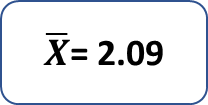 X̅ = 2.09